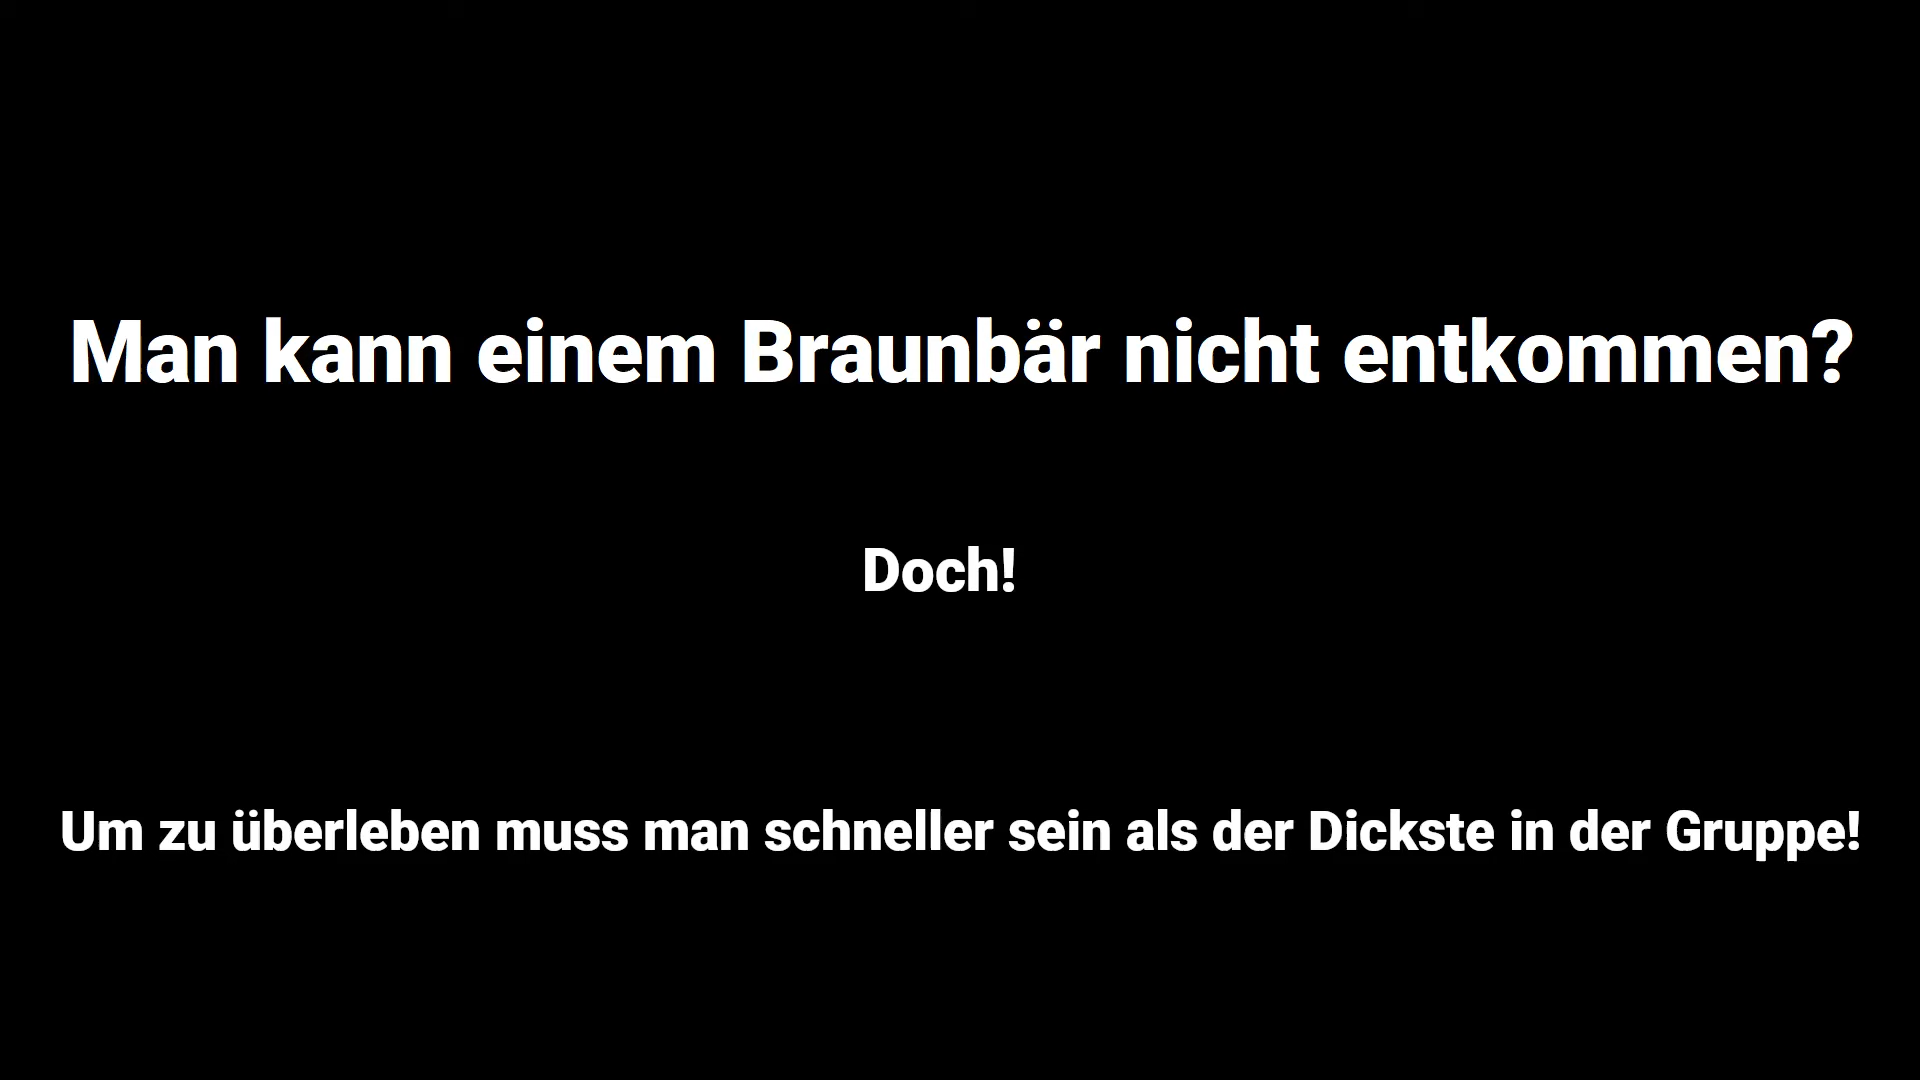 Man kann einem Braunbär nicht entkommen?
Doch!
Um zu überleben muss man schneller sein als der Dickste in der Gruppe!